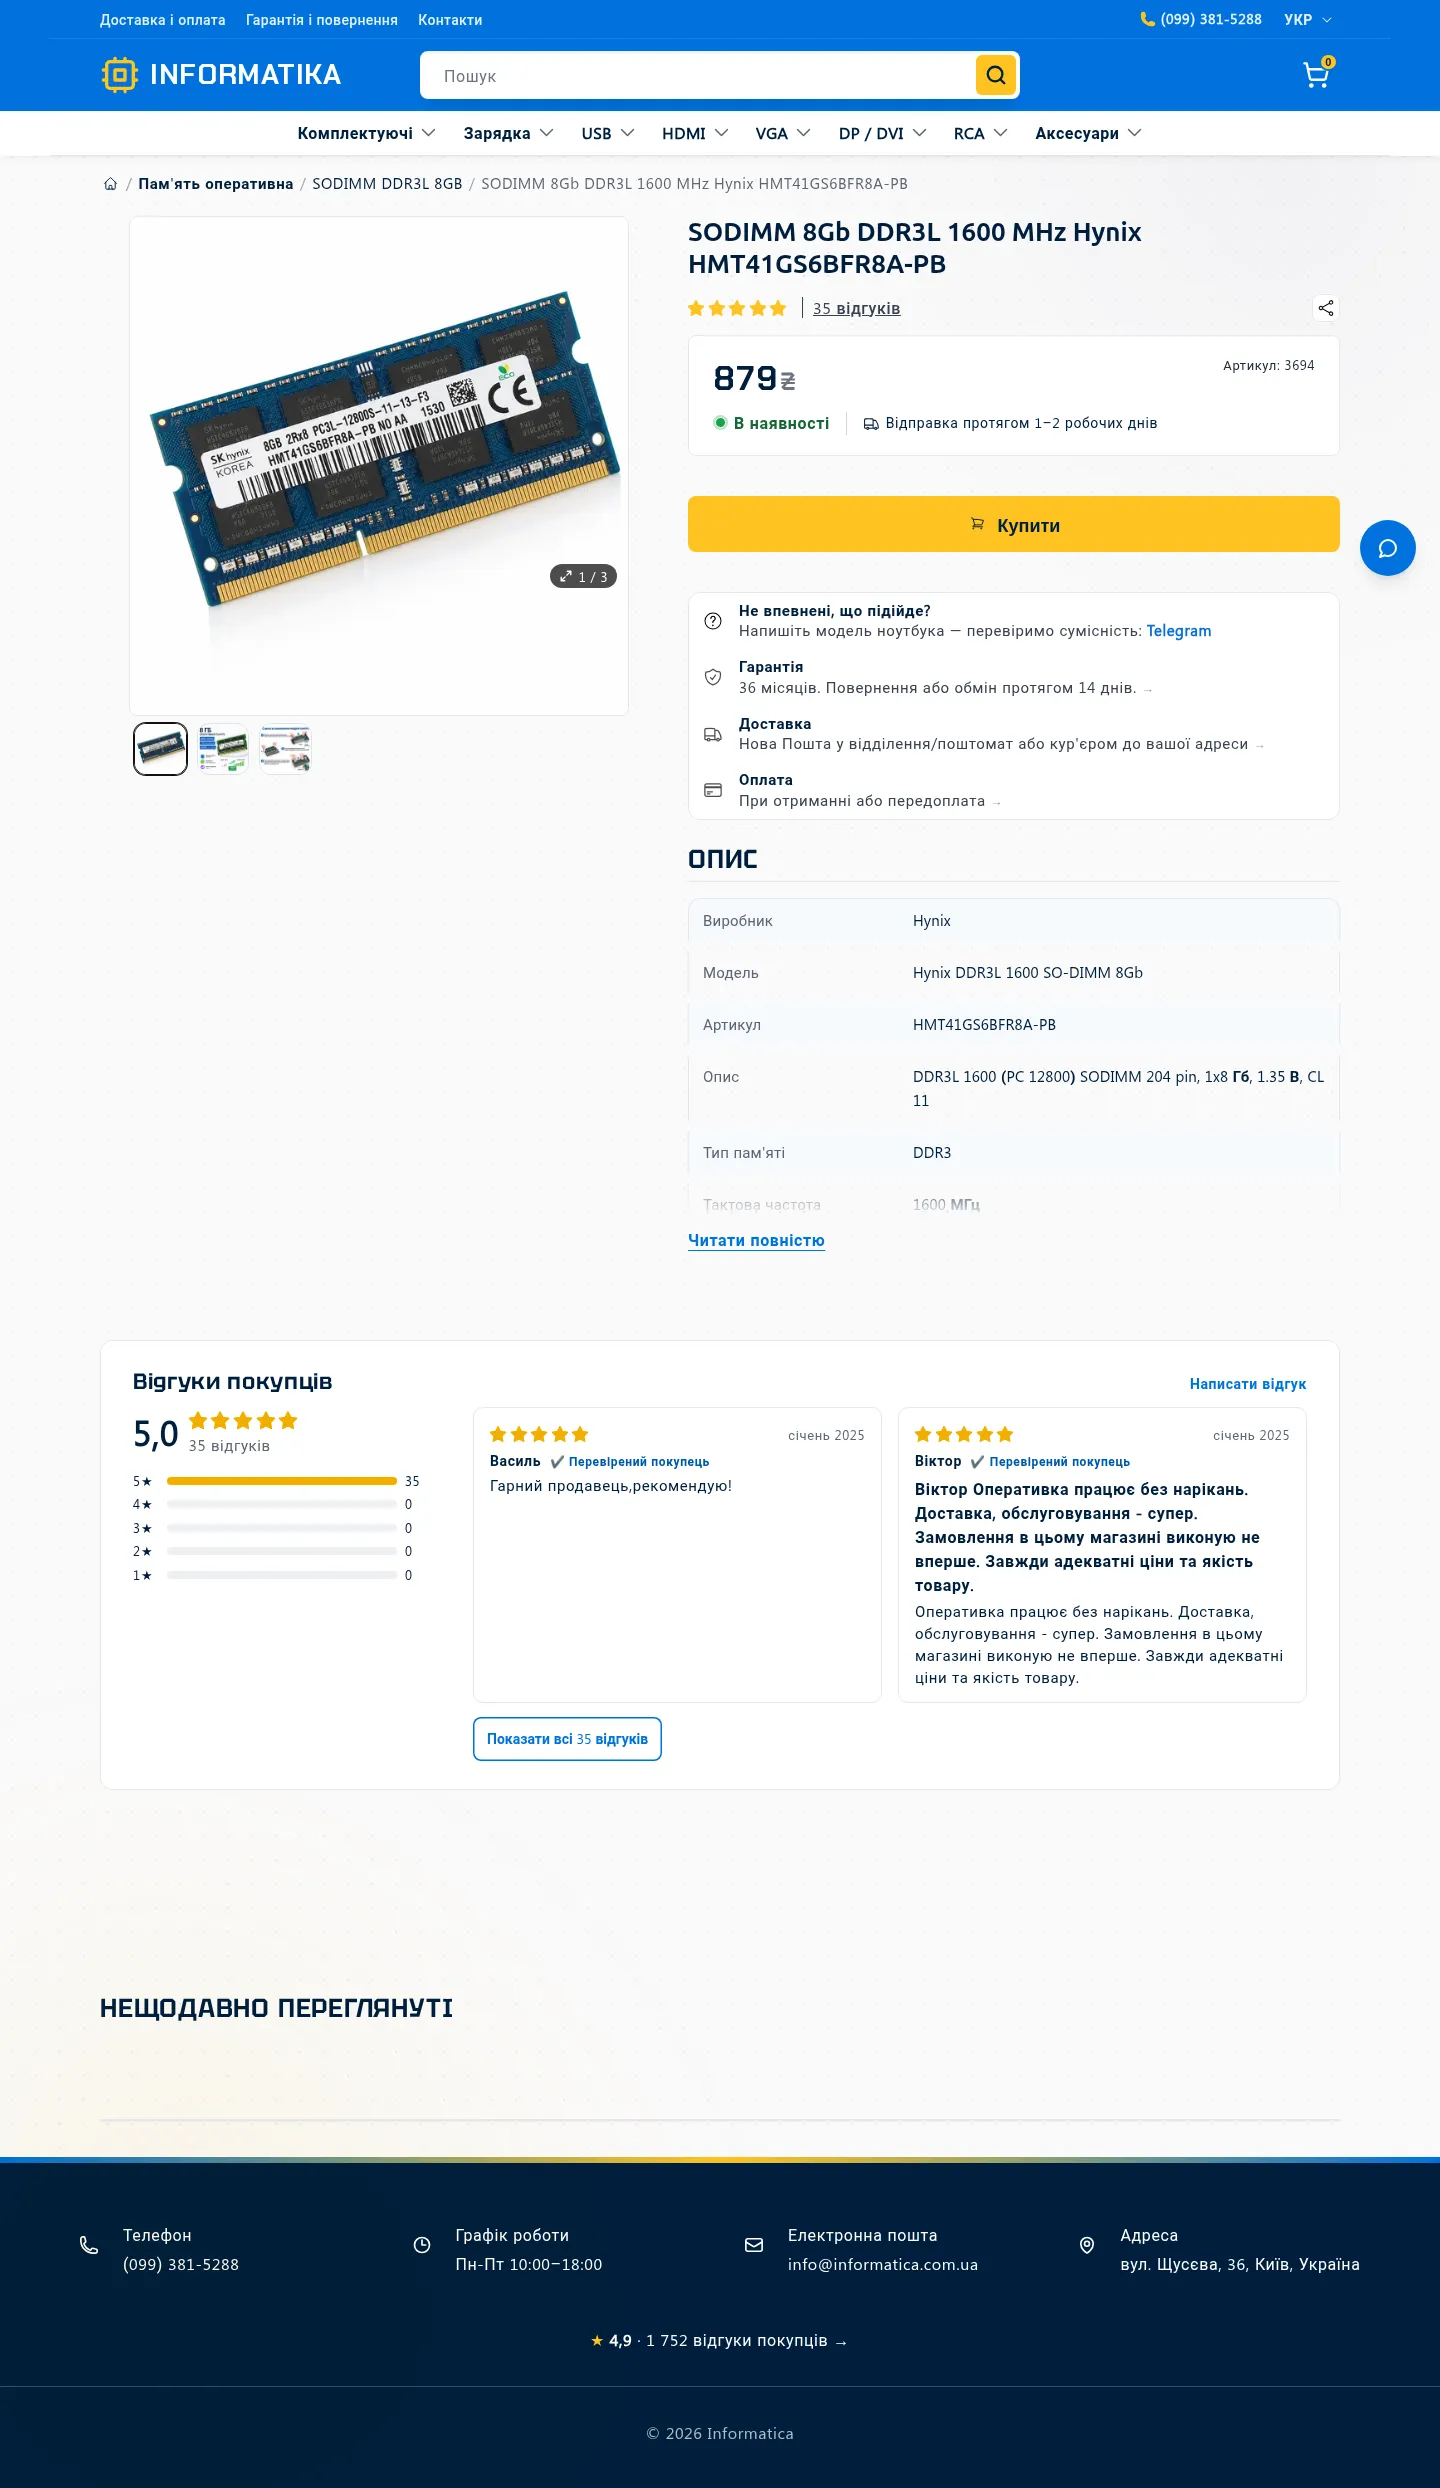 Доставка і оплата
Гарантія і повернення
Контакти
(099) 381-5288
УКР
INFORMATIKA
Пошук
0
Комплектуючі
Зарядка
USB
HDMI
VGA
DP / DVI
RCA
Аксесуари
/ Пам'ять оперативна / SODIMM DDR3L 8GB / SODIMM 8Gb DDR3L 1600 MHz Hynix HMT41GS6BFR8A-PB
SK hynix
KOREA
8GB 2Rx8 PC3L-12800S-11-13-F3
HMT41GS6BFR8A-PB NO AA 1530
ECO
CE
1 / 3
SODIMM 8Gb DDR3L 1600 MHz Hynix
HMT41GS6BFR8A-PB
35 відгуків
879₴
Артикул: 3694
В наявності
Відправка протягом 1–2 робочих днів
Купити
Не впевнені, що підійде?
Напишіть модель ноутбука — перевіримо сумісність: Telegram
Гарантія
36 місяців. Повернення або обмін протягом 14 днів. →
Доставка
Нова Пошта у відділення/поштомат або кур'єром до вашої адреси →
Оплата
При отриманні або передоплата →
ОПИС
Виробник Hynix
Модель Hynix DDR3L 1600 SO-DIMM 8Gb
Артикул HMT41GS6BFR8A-PB
Опис DDR3L 1600 (PC 12800) SODIMM 204 pin, 1x8 Гб, 1.35 В, CL
11
Тип пам'яті DDR3
Тактова частота 1600 МГц
Читати повністю
Відгуки покупців
Написати відгук
5,0
35 відгуків
5★ 35
4★ 0
3★ 0
2★ 0
1★ 0
січень 2025
Василь ✔ Перевірений покупець
Гарний продавець,рекомендую!
січень 2025
Віктор ✔ Перевірений покупець
Віктор Оперативка працює без нарікань.
Доставка, обслуговування - супер.
Замовлення в цьому магазині виконую не
вперше. Завжди адекватні ціни та якість
товару.
Оперативка працює без нарікань. Доставка,
обслуговування - супер. Замовлення в цьому
магазині виконую не вперше. Завжди адекватні
ціни та якість товару.
Показати всі 35 відгуків
НЕЩОДАВНО ПЕРЕГЛЯНУТІ
Телефон
(099) 381-5288
Графік роботи
Пн-Пт 10:00–18:00
Електронна пошта
info@informatica.com.ua
Адреса
вул. Щусєва, 36, Київ, Україна
★ 4,9 · 1 752 відгуки покупців →
© 2026 Informatica